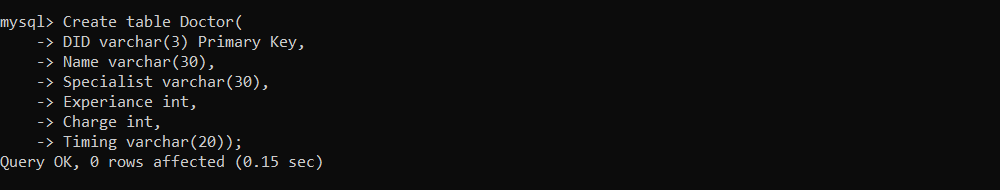 mysql> Create table Doctor(
    -> DID varchar(3) Primary Key,
    -> Name varchar(30),
    -> Specialist varchar(30),
    -> Experiance int,
    -> Charge int,
    -> Timing varchar(20));
Query OK, 0 rows affected (0.15 sec)